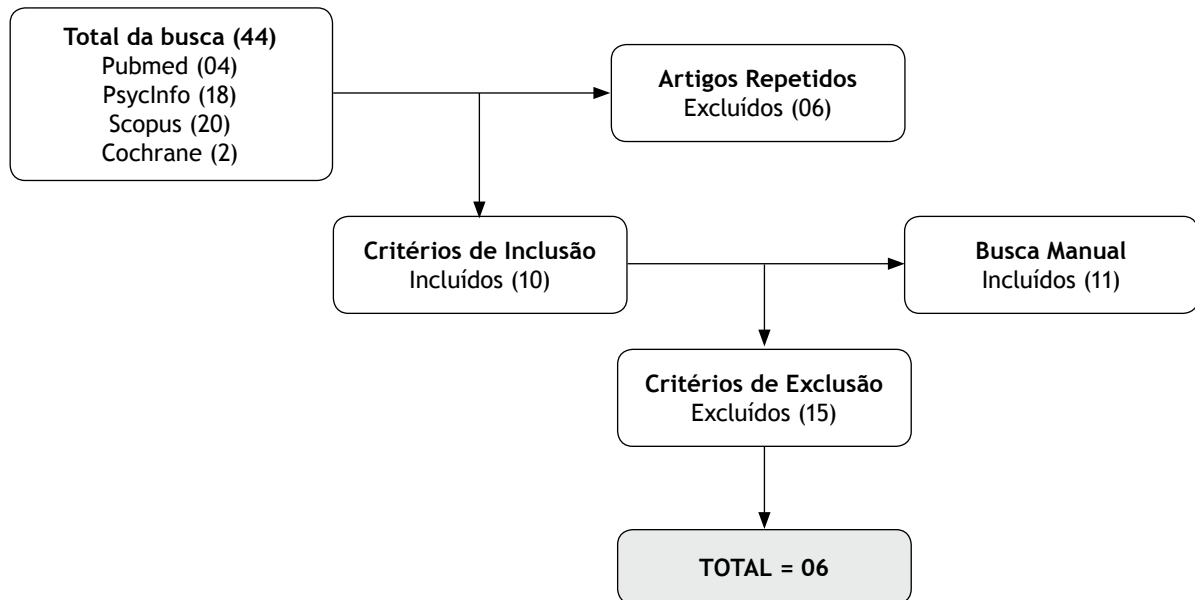 Total da busca (44)
Pubmed (04)
PsycInfo (18)
Scopus (20)
Cochrane (2)
Artigos Repetidos
Excluídos (06)
Critérios de Inclusão
Incluídos (10)
Busca Manual
Incluídos (11)
Critérios de Exclusão
Excluídos (15)
TOTAL = 06